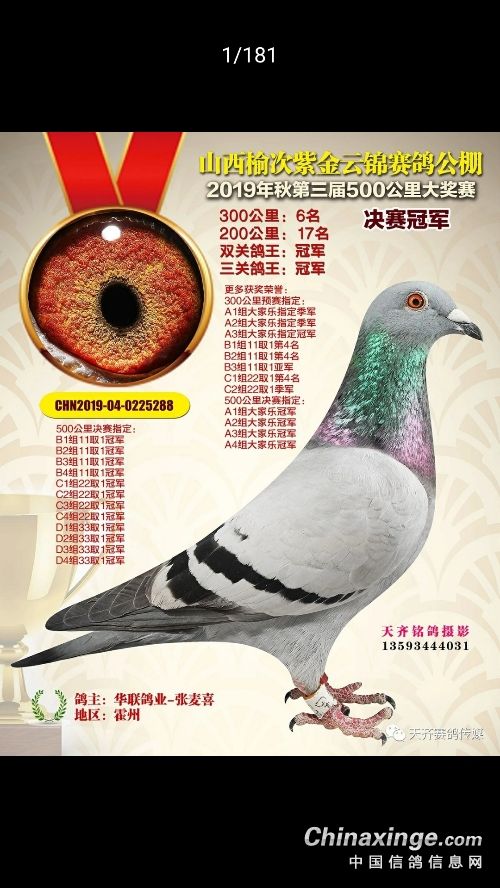 1/181
山西榆次紫金云锦赛鸽公棚
2019年秋第三届500公里大奖赛
300公里：6名
200公里：17名
双关鸽王：冠军
三关鸽王：冠军
决赛冠军
更多获奖荣誉：
300公里预赛指定：
A1组大家乐指定季军
A2组大家乐指定季军
A3组大家乐指定冠军
B1组11取1第4名
B2组11取1第4名
B3组11取1亚军
C1组22取1第4名
C2组22取1季军
500公里决赛指定：
A1组大家乐冠军
A2组大家乐冠军
A3组大家乐冠军
A4组大家乐冠军
CHN2019-04-0225288
500公里决赛指定：
B1组11取1冠军
B2组11取1冠军
B3组11取1冠军
B4组11取1冠军
C1组22取1冠军
C2组22取1冠军
C3组22取1冠军
C4组22取1冠军
D1组33取1冠军
D2组33取1冠军
D3组33取1冠军
D4组33取1冠军
天齐铭鸽摄影
13593444031
鸽主：华联鸽业-张麦喜
地区：霍州
天齐赛鸽传媒
Chinaxinge.com
中国信鸽信息网